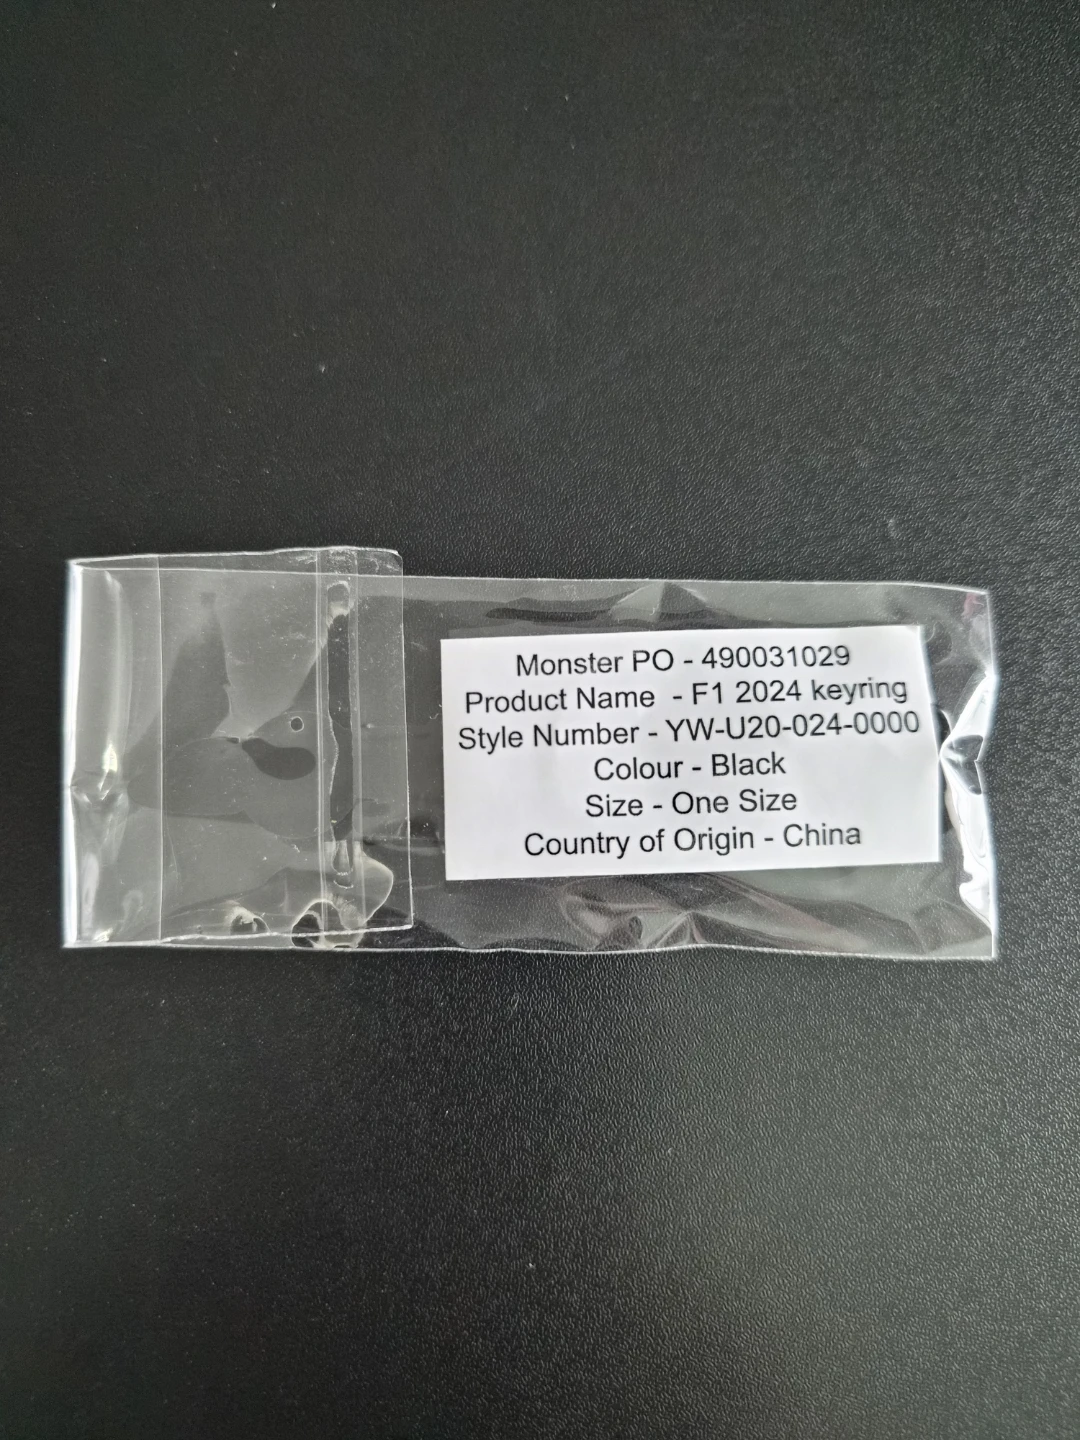 Monster PO - 490031029
Product Name - F1 2024 keyring
Style Number - YW-U20-024-0000
Colour - Black
Size - One Size
Country of Origin - China